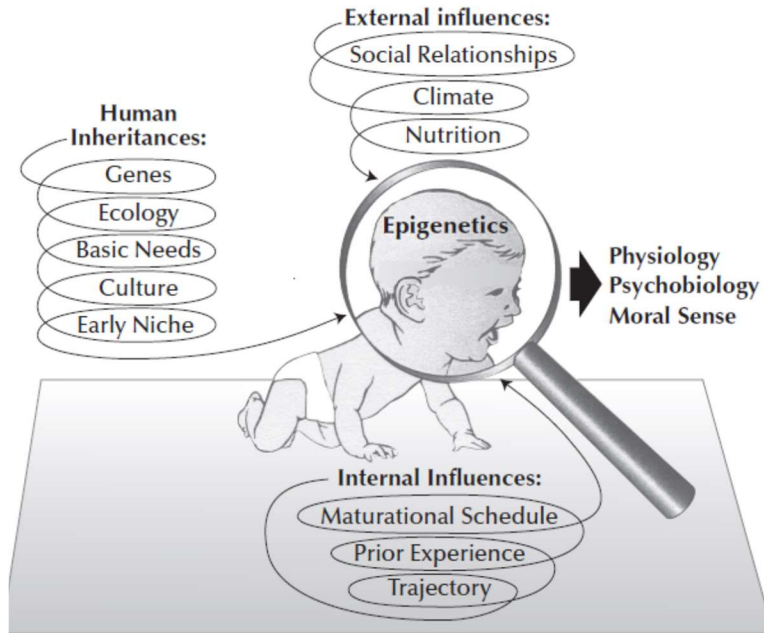 External influences:
Social Relationships
Climate
Nutrition
Human
Inheritances:
Genes
Ecology
Basic Needs
Culture
Early Niche
Epigenetics
Physiology
Psychobiology
Moral Sense
Internal Influences:
Maturational Schedule
Prior Experience
Trajectory